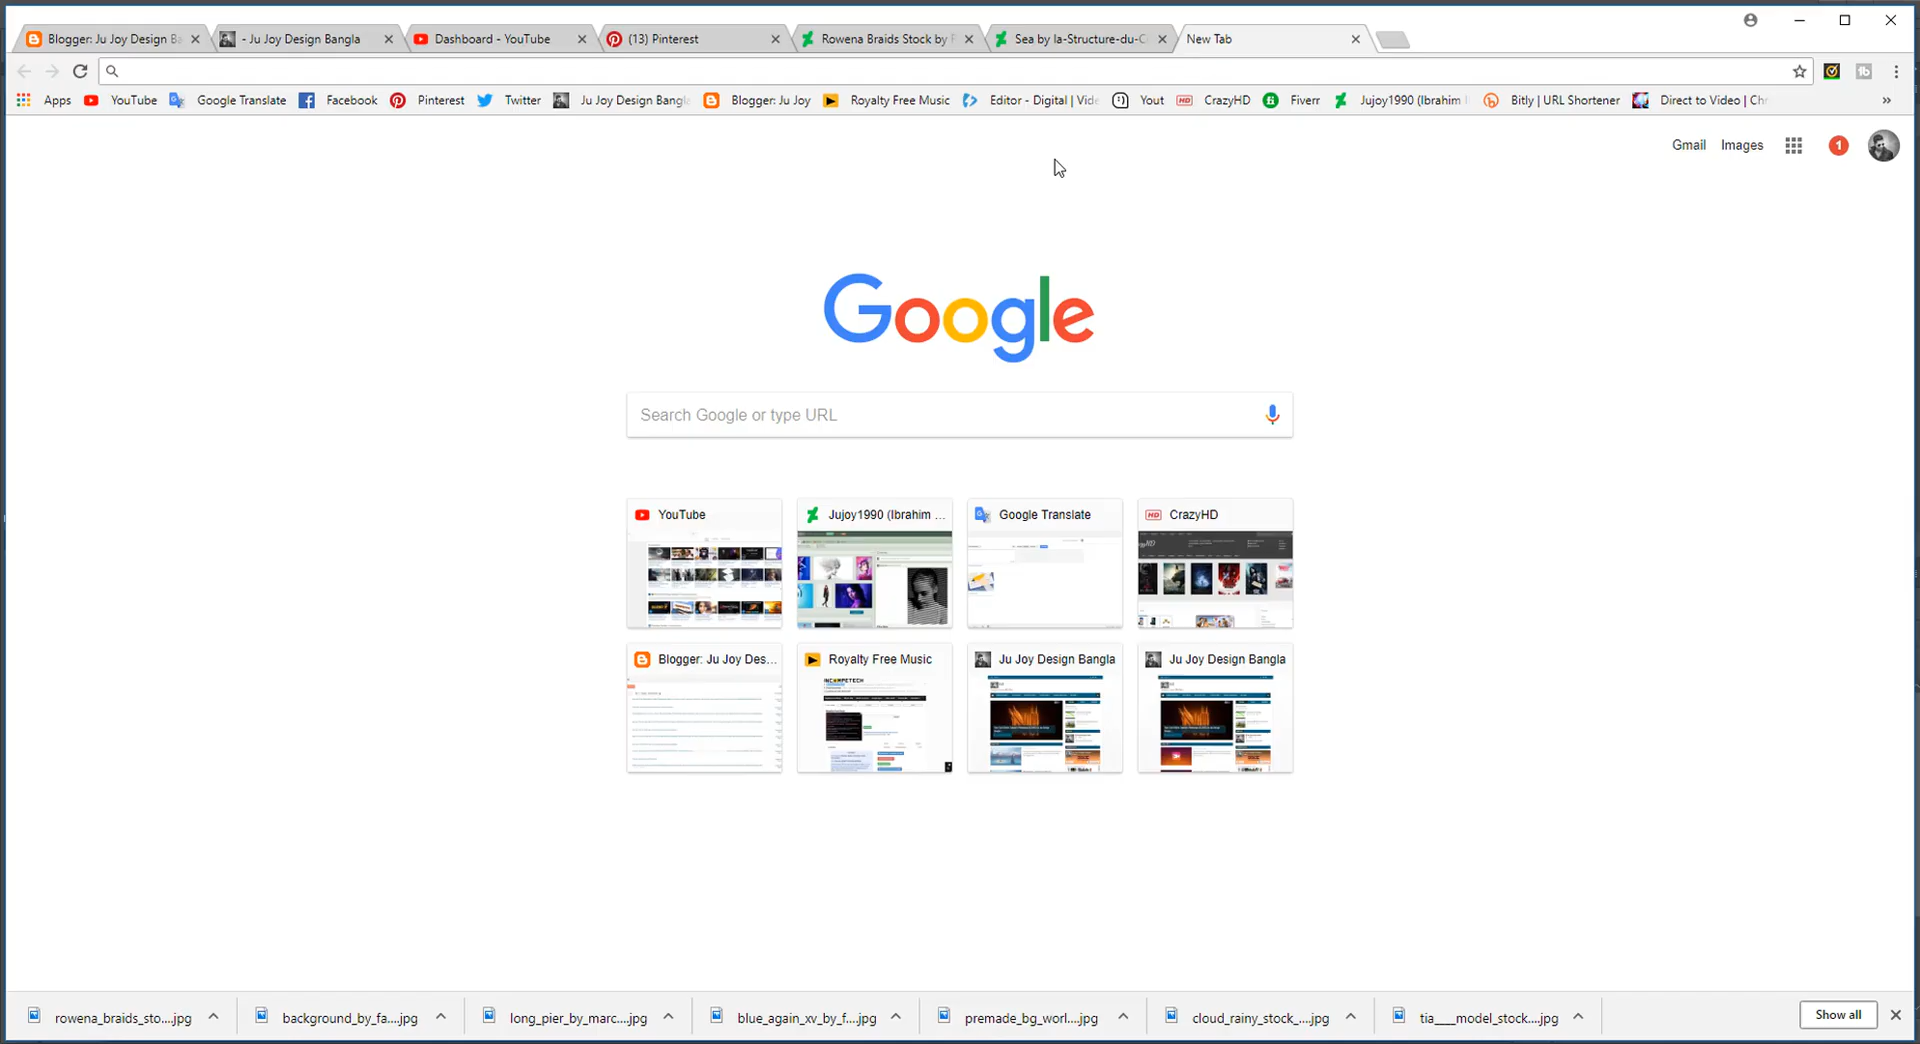 Blogger: Ju Joy Design Ba
- Ju Joy Design Bangla
Dashboard - YouTube
(13) Pinterest
Rowena Braids Stock by
Sea by la-Structure-du-C
New Tab
Apps
YouTube
Google Translate
Facebook
Pinterest
Twitter
Ju Joy Design Bangla
Blogger: Ju Joy
Royalty Free Music
Editor - Digital | Vide
Yout
CrazyHD
Fiverr
Jujoy1990 (Ibrahim
Bitly | URL Shortener
Direct to Video | Ch
»
Gmail
Images
1
Google
Search Google or type URL
YouTube
Jujoy1990 (Ibrahim ...
Google Translate
HD CrazyHD
Blogger: Ju Joy Des...
Royalty Free Music
Ju Joy Design Bangla
Ju Joy Design Bangla
INCOMPETECH
rowena_braids_sto....jpg
background_by_fa....jpg
long_pier_by_marc....jpg
blue_again_xv_by_f....jpg
premade_bg_worl....jpg
cloud_rainy_stock_....jpg
tia___model_stock....jpg
Show all